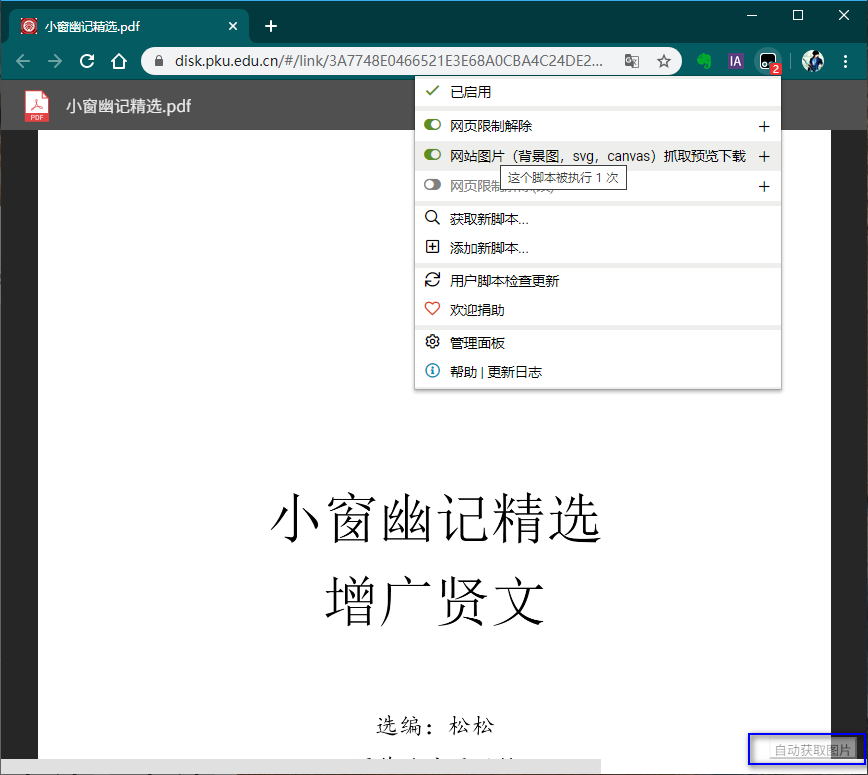 小窗幽记精选.pdf
disk.pku.edu.cn/#/link/3A7748E0466521E3E68A0CBA4C24DE2...
IA
2
PDF
小窗幽记精选.pdf
已启用
网页限制解除
网站图片（背景图，svg，canvas）抓取预览下载
这个脚本被执行 1 次
网页限制
获取新脚本...
添加新脚本...
用户脚本检查更新
欢迎捐助
管理面板
帮助 | 更新日志
小窗幽记精选
增广贤文
选编：松松
自动获取图片